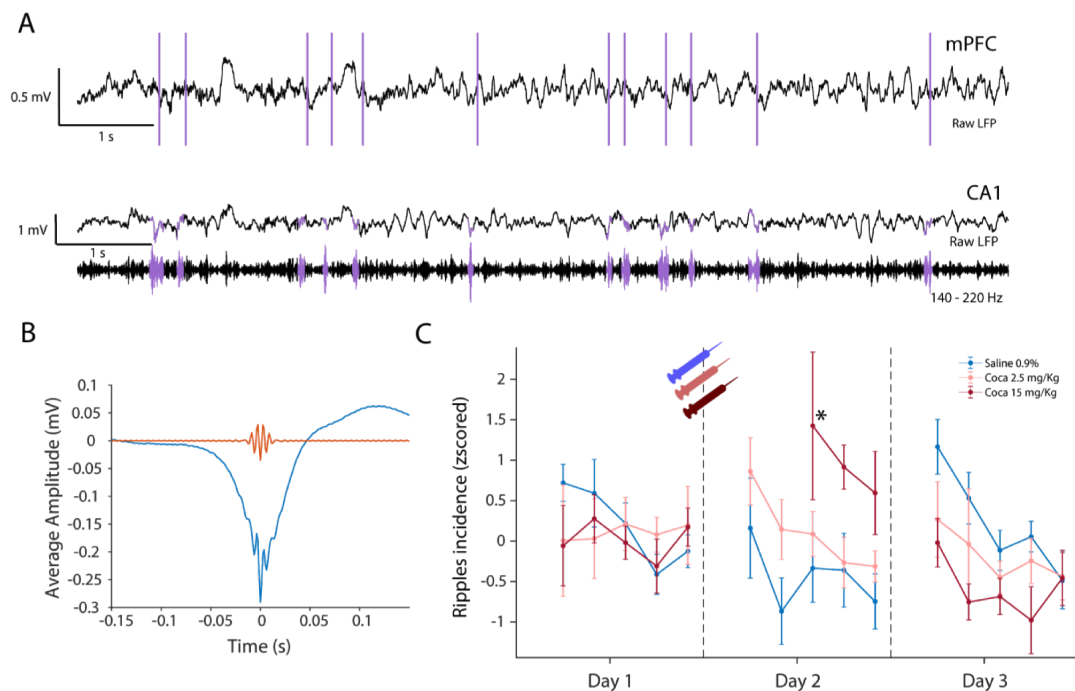 A
mPFC
0.5 mV
1 s
Raw LFP
CA1
1 mV
Raw LFP
1 s
140 - 220 Hz
B
Average Amplitude (mV)
0.1
0.05
0
-0.05
-0.1
-0.15
-0.2
-0.25
-0.3
-0.15
-0.1
-0.05
0
0.05
0.1
Time (s)
C
Ripples incidence (zscored)
2
1.5
1
0.5
0
-0.5
-1
*
Saline 0.9%
Coca 2.5 mg/Kg
Coca 15 mg/Kg
Day 1
Day 2
Day 3